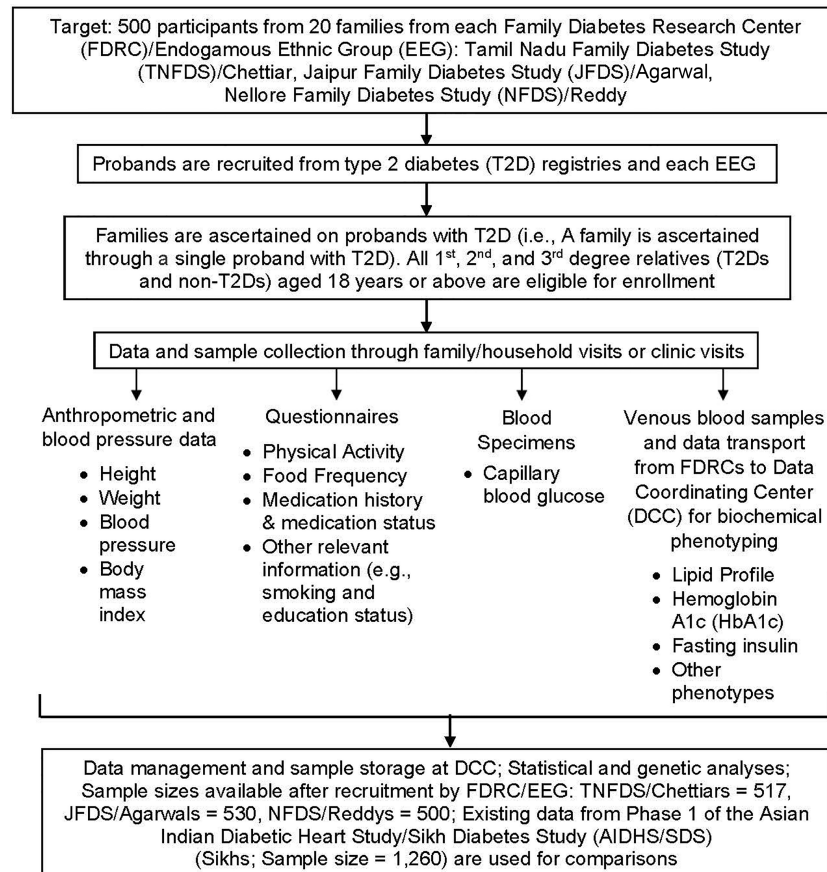 Target: 500 participants from 20 families from each Family Diabetes Research Center
(FDRC)/Endogamous Ethnic Group (EEG): Tamil Nadu Family Diabetes Study
(TNFDS)/Chettiar, Jaipur Family Diabetes Study (JFDS)/Agarwal,
Nellore Family Diabetes Study (NFDS)/Reddy
Probands are recruited from type 2 diabetes (T2D) registries and each EEG
Families are ascertained on probands with T2D (i.e., A family is ascertained
through a single proband with T2D). All 1st, 2nd, and 3rd degree relatives (T2Ds
and non-T2Ds) aged 18 years or above are eligible for enrollment
Data and sample collection through family/household visits or clinic visits
Anthropometric and
blood pressure data
• Height
• Weight
• Blood
pressure
• Body
mass
index
Questionnaires
• Physical Activity
• Food Frequency
• Medication history
& medication status
• Other relevant
information (e.g.,
smoking and
education status)
Blood
Specimens
• Capillary
blood glucose
Venous blood samples
and data transport
from FDRCs to Data
Coordinating Center
(DCC) for biochemical
phenotyping
• Lipid Profile
• Hemoglobin
A1c (HbA1c)
• Fasting insulin
• Other
phenotypes
Data management and sample storage at DCC; Statistical and genetic analyses;
Sample sizes available after recruitment by FDRC/EEG: TNFDS/Chettiars = 517,
JFDS/Agarwals = 530, NFDS/Reddys = 500; Existing data from Phase 1 of the Asian
Indian Diabetic Heart Study/Sikh Diabetes Study (AIDHS/SDS)
(Sikhs; Sample size = 1,260) are used for comparisons